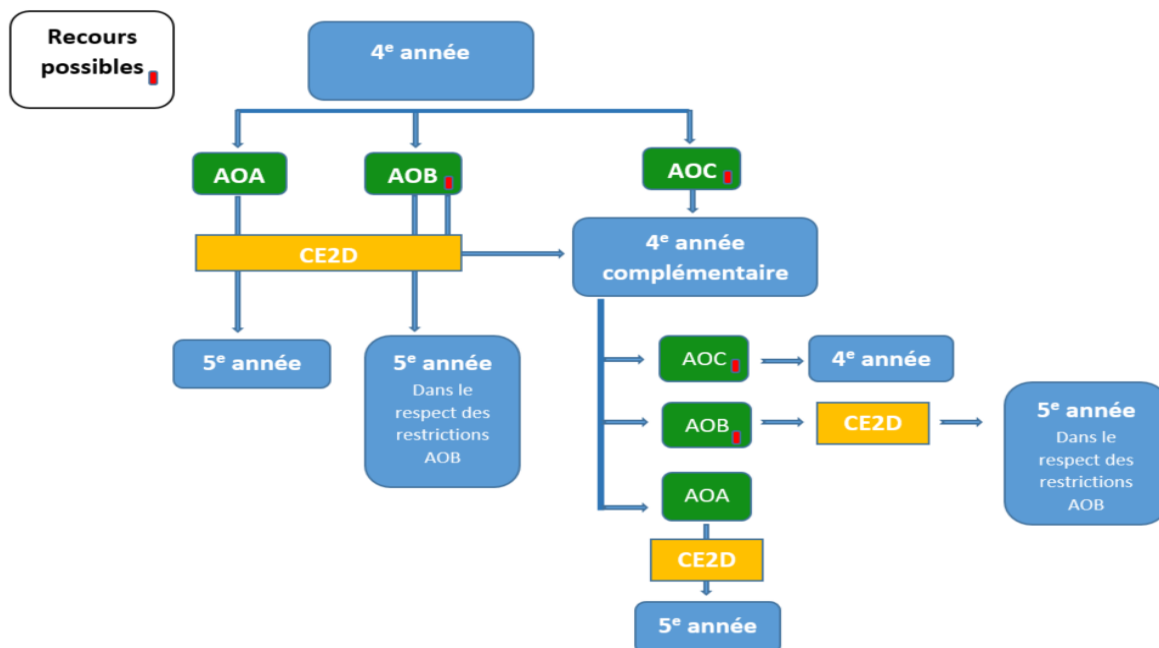 Recours
possibles
4e année
AOA
AOB
AOC
CE2D
4e année
complémentaire
5e année
5e année
Dans le
respect des
restrictions
AOB
AOC
4e année
AOB
CE2D
5e année
Dans le
respect des
restrictions
AOB
AOA
CE2D
5e année